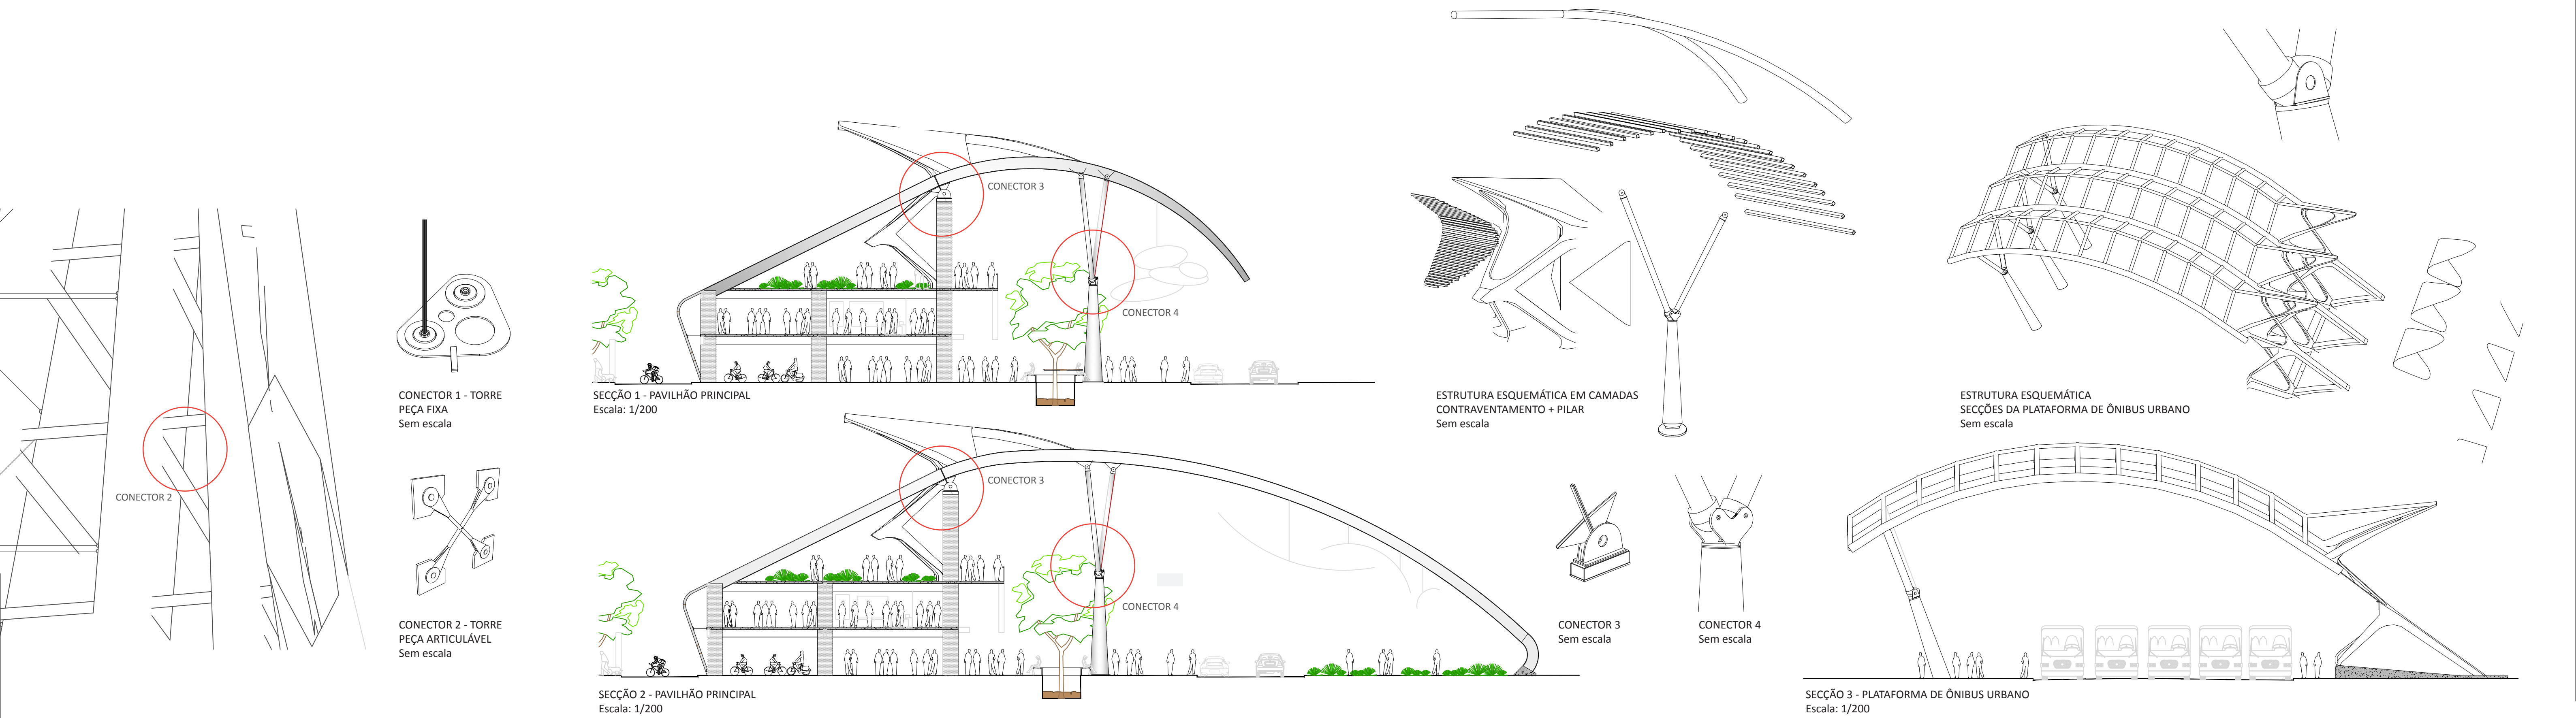 CONECTOR 2
CONECTOR 1 - TORRE
PEÇA FIXA
Sem escala
CONECTOR 2 - TORRE
PEÇA ARTICULÁVEL
Sem escala
CONECTOR 3
CONECTOR 4
SECÇÃO 1 - PAVILHÃO PRINCIPAL
Escala: 1/200
CONECTOR 3
CONECTOR 4
SECÇÃO 2 - PAVILHÃO PRINCIPAL
Escala: 1/200
ESTRUTURA ESQUEMÁTICA EM CAMADAS
CONTRAVENTAMENTO + PILAR
Sem escala
CONECTOR 3
Sem escala
CONECTOR 4
Sem escala
ESTRUTURA ESQUEMÁTICA
SECÇÕES DA PLATAFORMA DE ÔNIBUS URBANO
Sem escala
SECÇÃO 3 - PLATAFORMA DE ÔNIBUS URBANO
Escala: 1/200